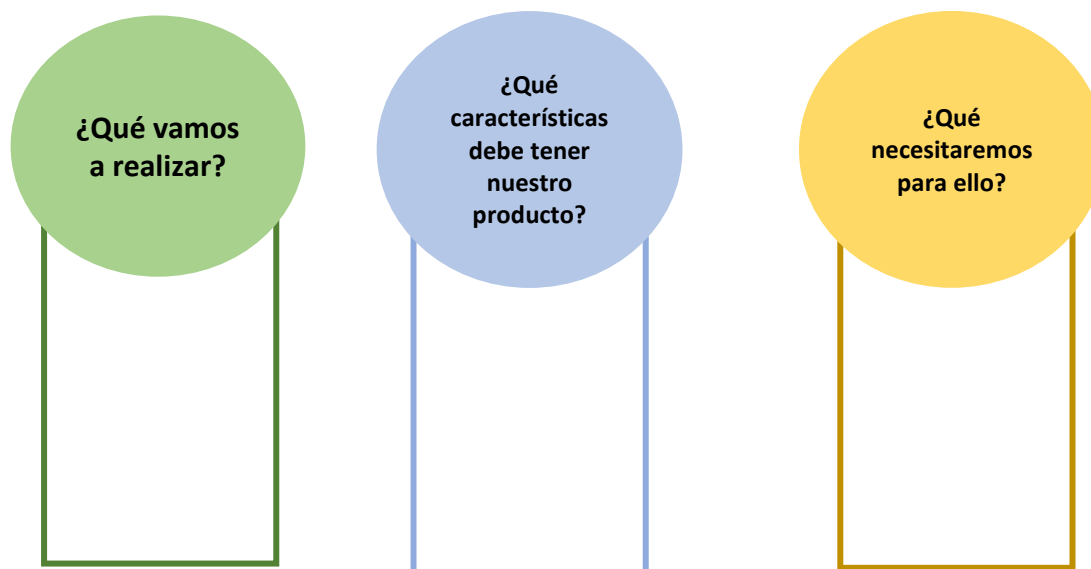 ¿Qué vamos
a realizar?
¿Qué
características
debe tener
nuestro
producto?
¿Qué
necesitaremos
para ello?